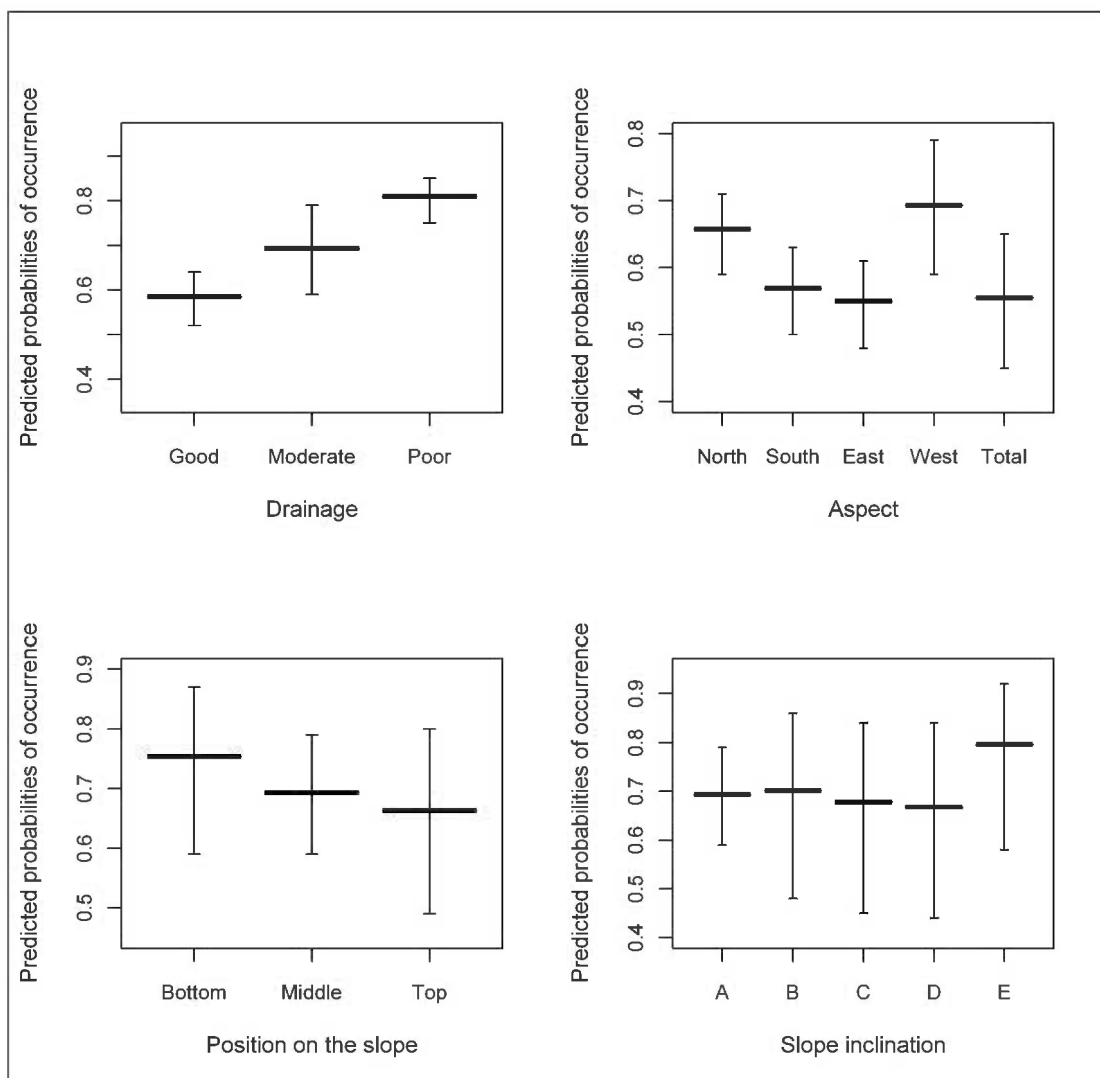 Predicted probabilities of occurrence
0.8
0.6
0.4
Good Moderate Poor
Drainage
Predicted probabilities of occurrence
0.8
0.7
0.6
0.5
0.4
North South East West Total
Aspect
Predicted probabilities of occurrence
0.9
0.8
0.7
0.6
0.5
Bottom Middle Top
Position on the slope
Predicted probabilities of occurrence
0.9
0.8
0.7
0.6
0.5
0.4
A B C D E
Slope inclination